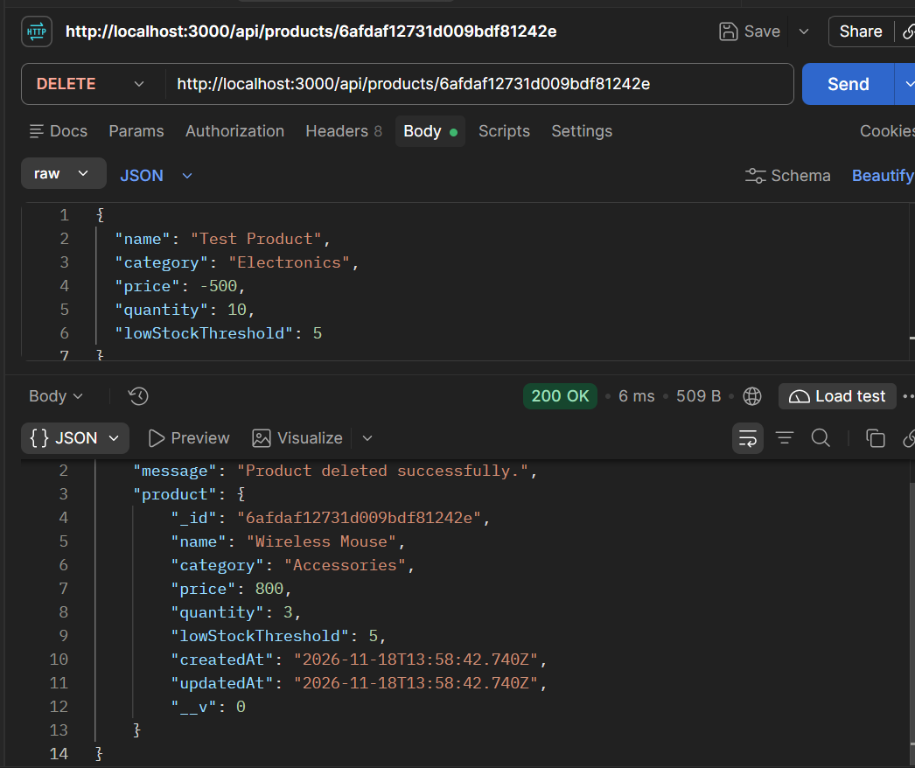 HTTP http://localhost:3000/api/products/6afdaf12731d009bdf81242e Save Share
DELETE http://localhost:3000/api/products/6afdaf12731d009bdf81242e Send
Docs Params Authorization Headers 8 Body Scripts Settings Cookies
raw JSON Schema Beautify
1 {
2 "name": "Test Product",
3 "category": "Electronics",
4 "price": -500,
5 "quantity": 10,
6 "lowStockThreshold": 5
7 }
Body 200 OK • 6 ms • 509 B Load test
{} JSON Preview Visualize
2 "message": "Product deleted successfully.",
3 "product": {
4 "_id": "6afdaf12731d009bdf81242e",
5 "name": "Wireless Mouse",
6 "category": "Accessories",
7 "price": 800,
8 "quantity": 3,
9 "lowStockThreshold": 5,
10 "createdAt": "2026-11-18T13:58:42.740Z",
11 "updatedAt": "2026-11-18T13:58:42.740Z",
12 "__v": 0
13 }
14 }